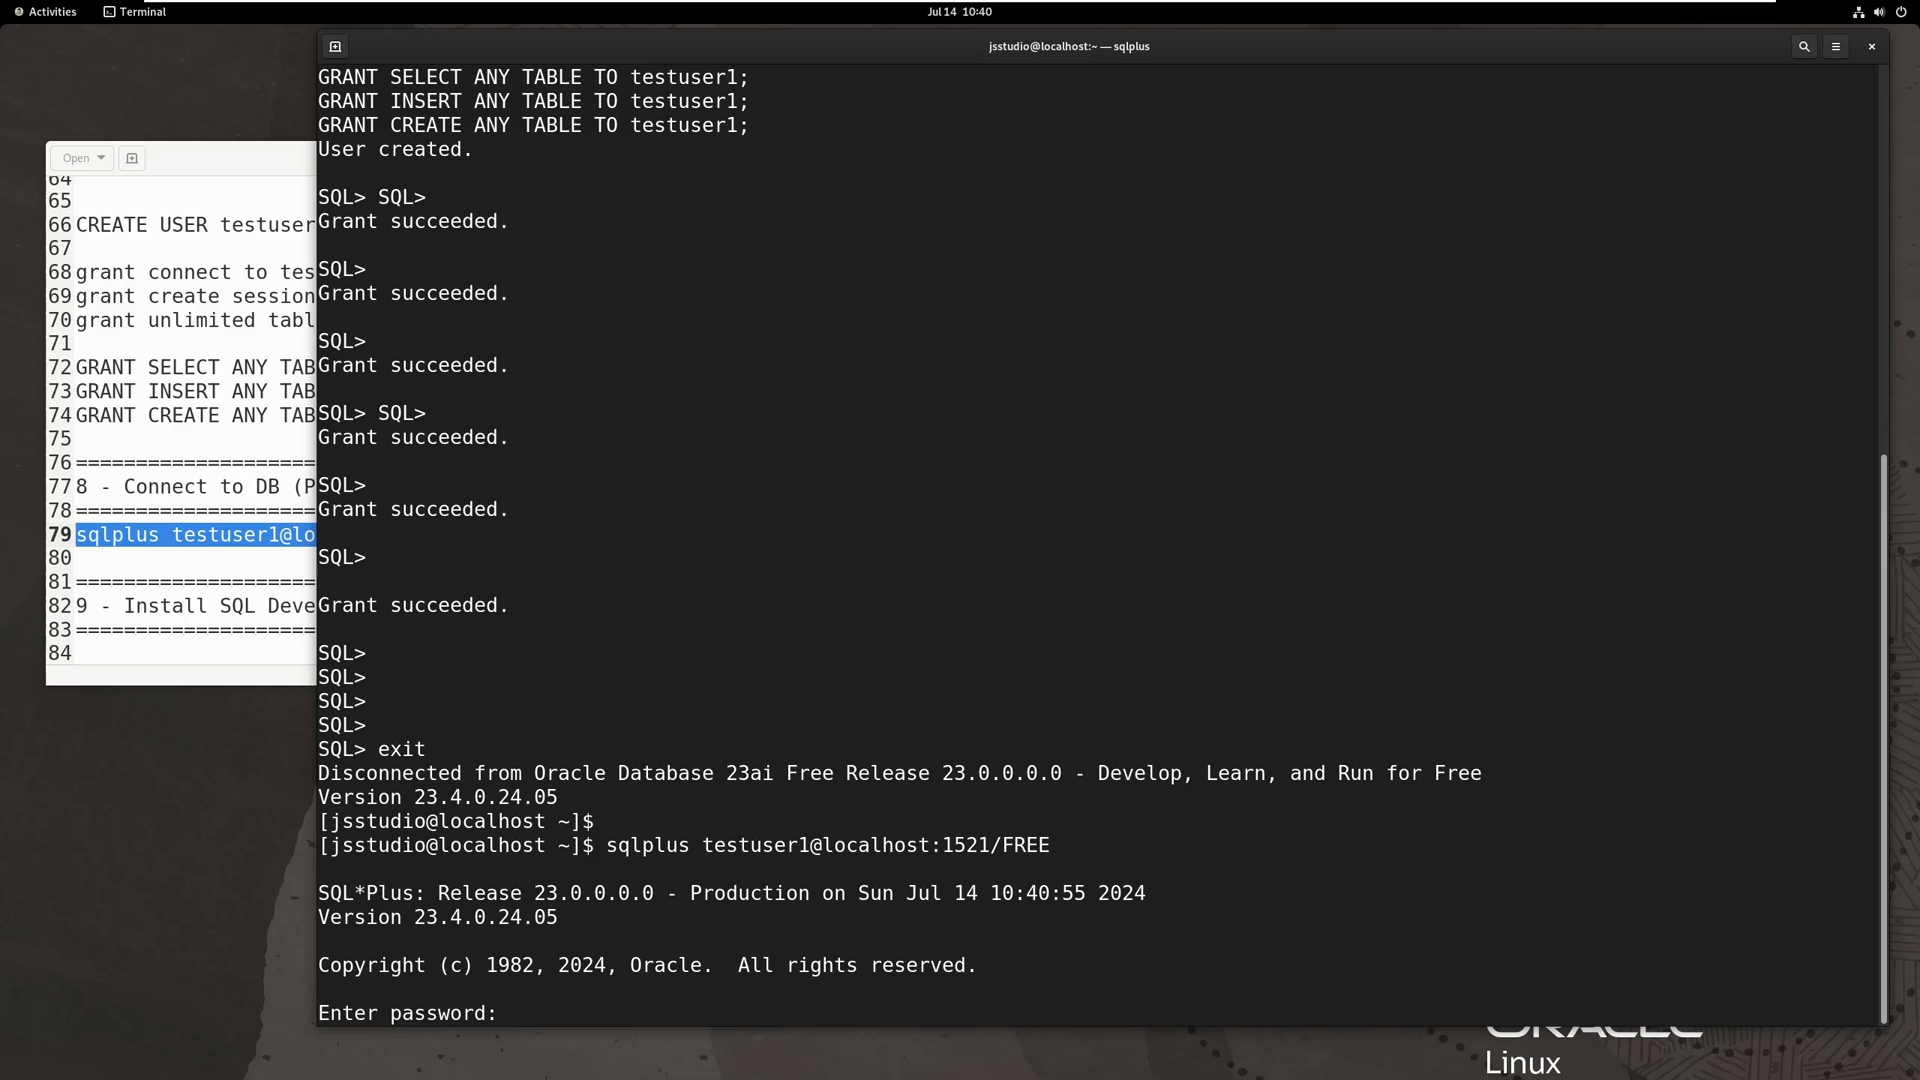 Activities
Terminal
Jul 14 10:40
jsstudio@localhost:~ — sqlplus
Open
64
65
66 CREATE USER testuser
67
68 grant connect to tes
69 grant create session
70 grant unlimited tabl
71
72 GRANT SELECT ANY TAB
73 GRANT INSERT ANY TAB
74 GRANT CREATE ANY TAB
75
76 ====================
77 8 - Connect to DB (P
78 ====================
79 sqlplus testuser1@lo
80
81 ====================
82 9 - Install SQL Deve
83 ====================
84
GRANT SELECT ANY TABLE TO testuser1;
GRANT INSERT ANY TABLE TO testuser1;
GRANT CREATE ANY TABLE TO testuser1;
User created.
SQL> SQL>
Grant succeeded.
SQL>
Grant succeeded.
SQL>
Grant succeeded.
SQL> SQL>
Grant succeeded.
SQL>
Grant succeeded.
SQL>
Grant succeeded.
SQL>
SQL>
SQL>
SQL>
SQL> exit
Disconnected from Oracle Database 23ai Free Release 23.0.0.0.0 - Develop, Learn, and Run for Free
Version 23.4.0.24.05
[jsstudio@localhost ~]$
[jsstudio@localhost ~]$ sqlplus testuser1@localhost:1521/FREE
SQL*Plus: Release 23.0.0.0.0 - Production on Sun Jul 14 10:40:55 2024
Version 23.4.0.24.05
Copyright (c) 1982, 2024, Oracle.  All rights reserved.
Enter password:
ORACLE
Linux